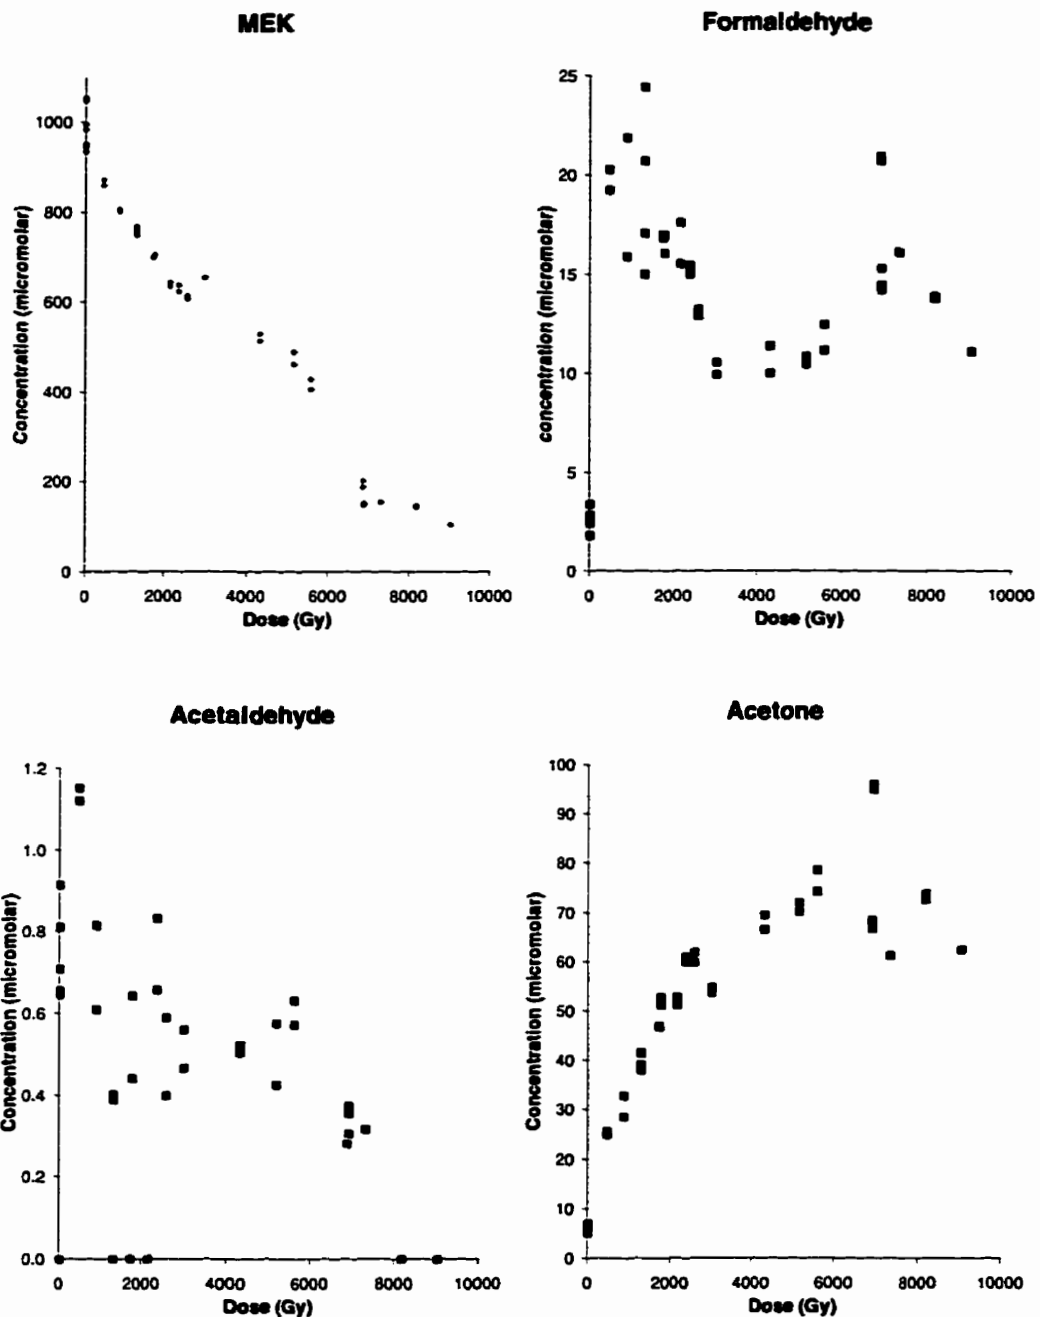 MEK
Concentration (micromolar)
1000
800
600
400
200
0
0 2000 4000 6000 8000 10000
Dose (Gy)
Formaldehyde
concentration (micromolar)
25
20
15
10
5
0
0 2000 4000 6000 8000 10000
Dose (Gy)
Acetaldehyde
Concentration (micromolar)
1.2
1.0
0.8
0.6
0.4
0.2
0.0
0 2000 4000 6000 8000 10000
Dose (Gy)
Acetone
Concentration (micromolar)
100
90
80
70
60
50
40
30
20
10
0
0 2000 4000 6000 8000 10000
Dose (Gy)